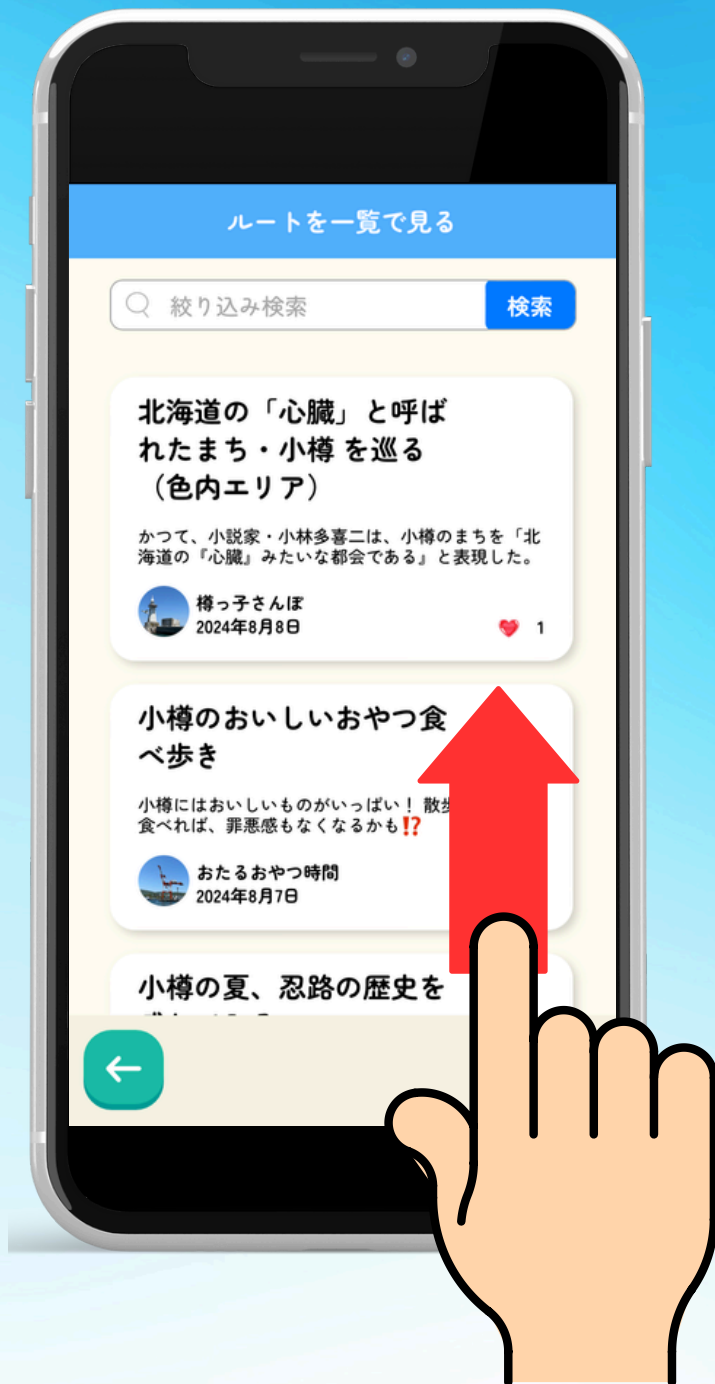 ルートを一覧で見る
絞り込み検索
検索
北海道の「心臓」と呼ば
れたまち・小樽 を巡る
（色内エリア）
かつて、小説家・小林多喜二は、小樽のまちを「北
海道の『心臓』みたいな都会である』と表現した。
樽っ子さんぽ
2024年8月8日
1
小樽のおいしいおやつ食
べ歩き
小樽にはおいしいものがいっぱい！ 散
食べれば、罪悪感もなくなるかも⁉
おたるおやつ時間
2024年8月7日
小樽の夏、忍路の歴史を